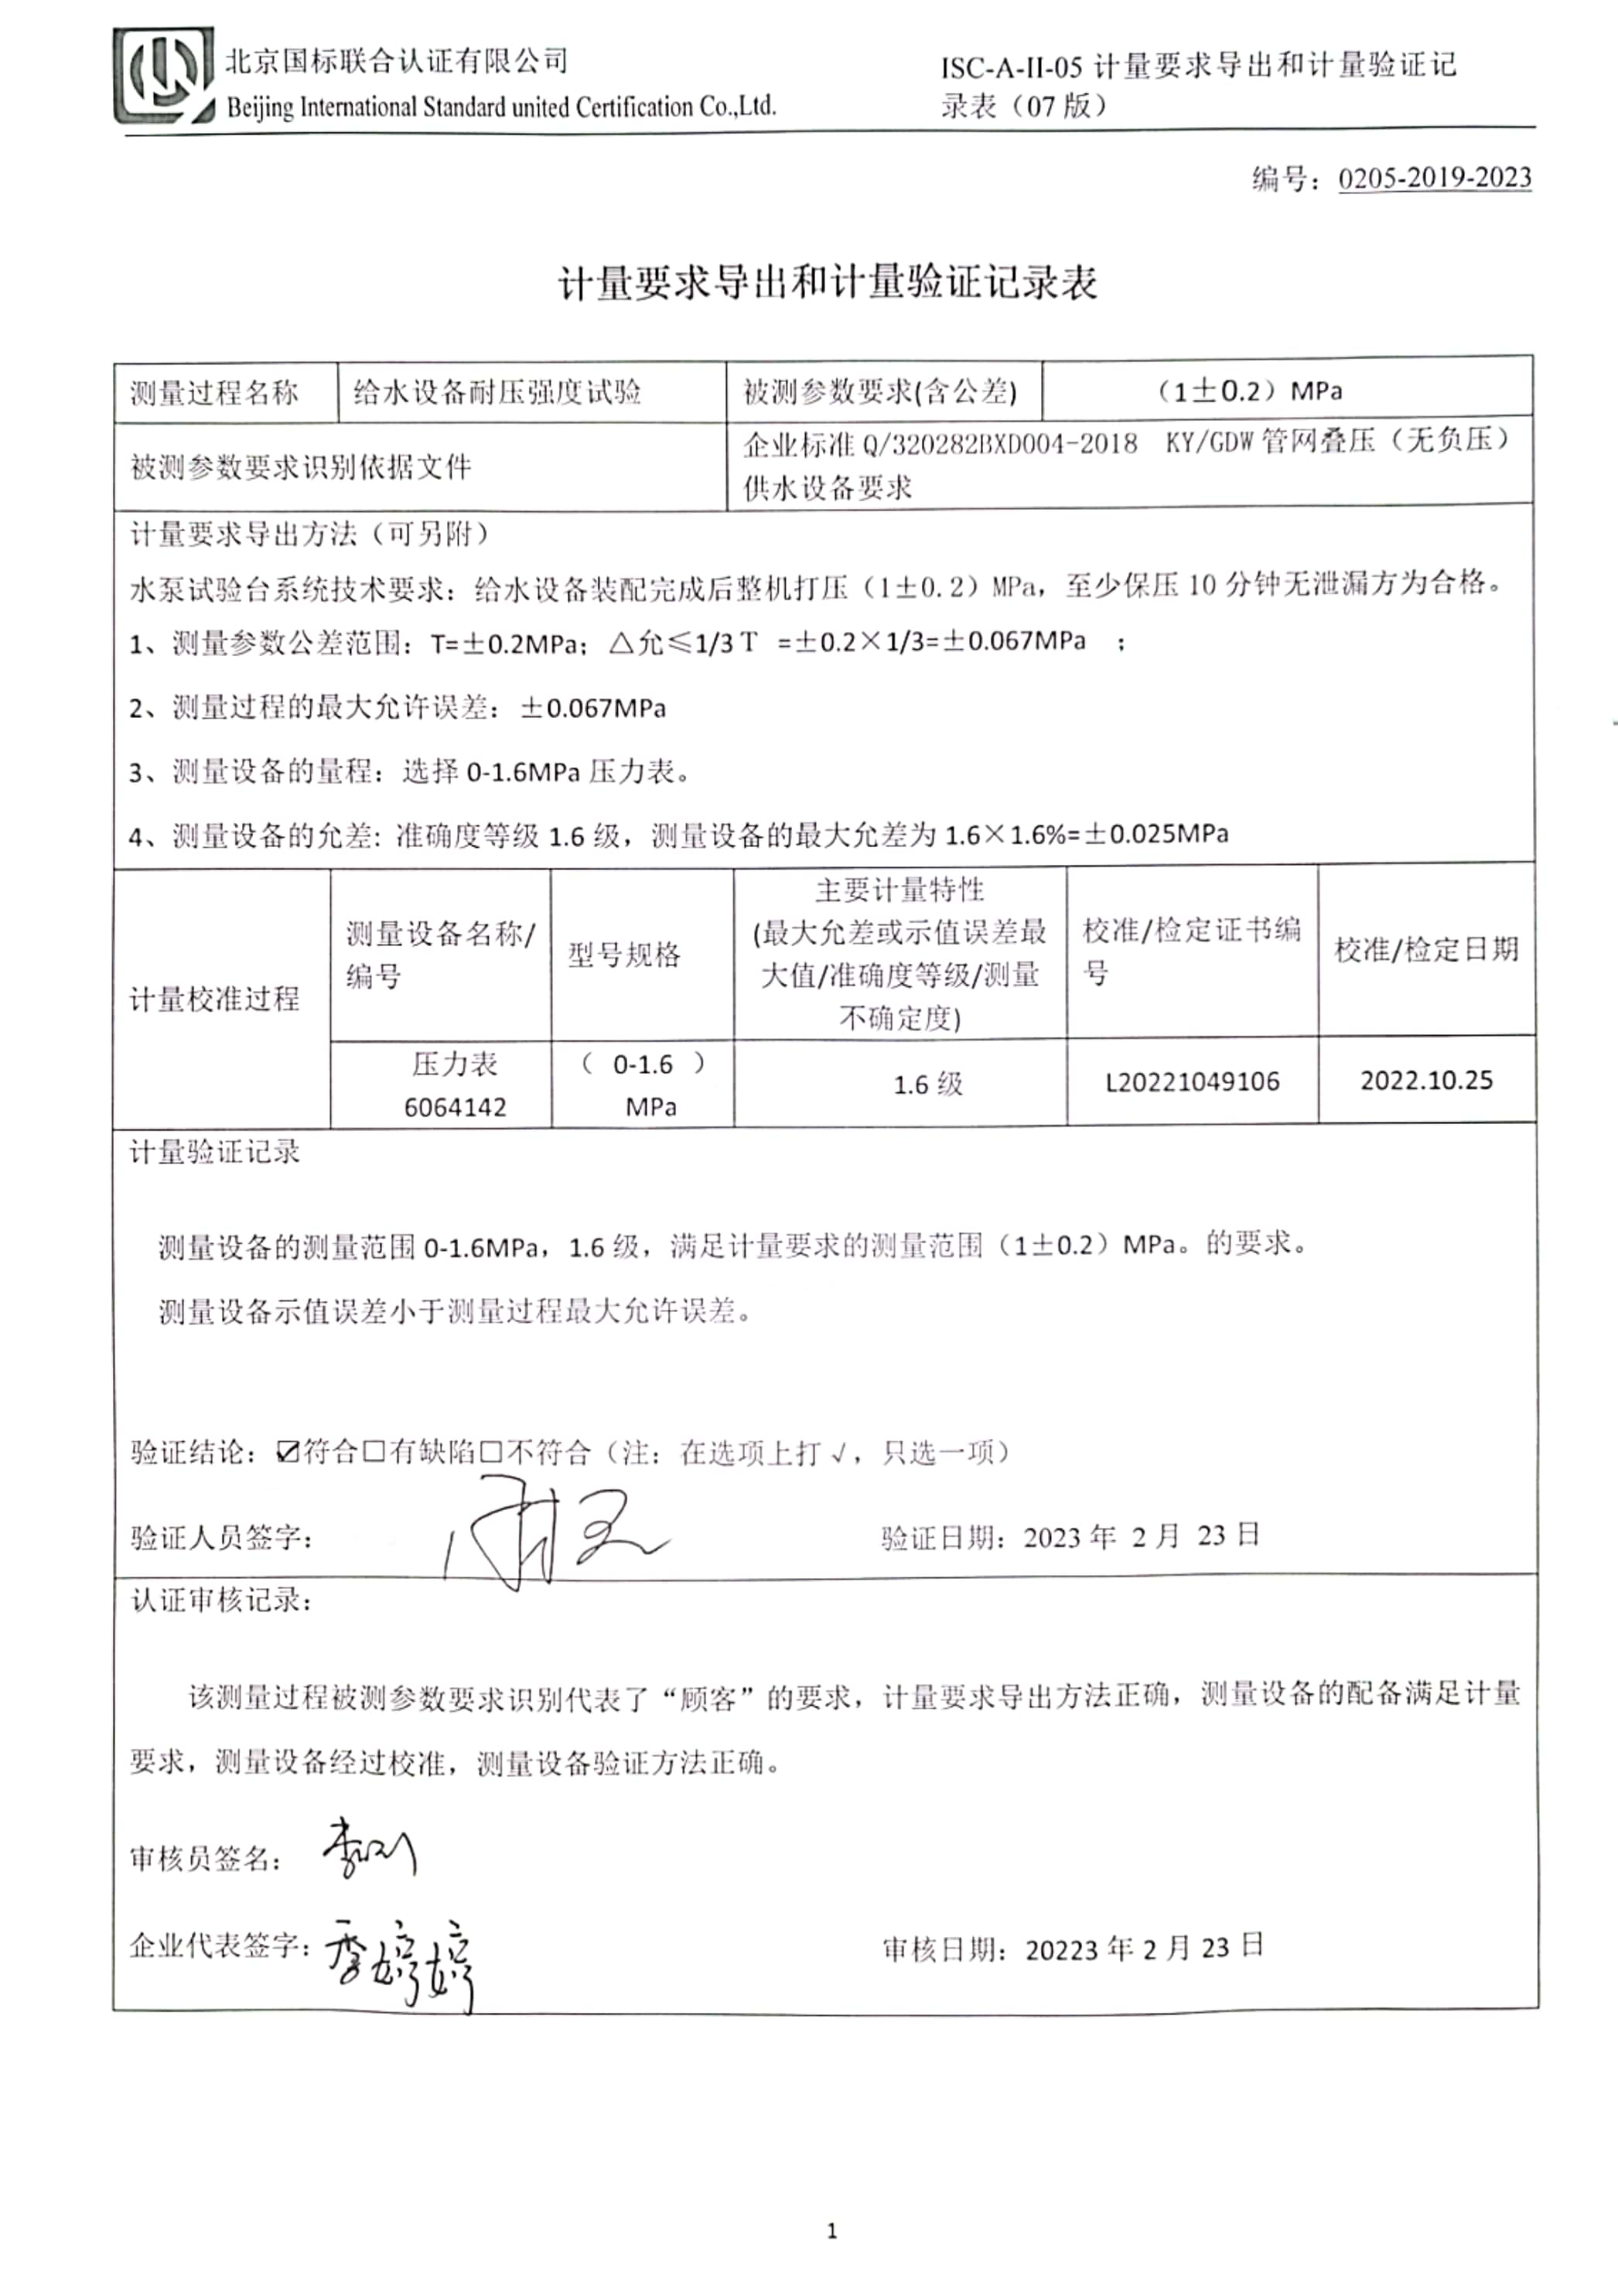 北京国标联合认证有限公司
Beijing International Standard united Certification Co.,Ltd.
ISC-A-II-05 计量要求导出和计量验证记
录表（07 版）
编号：0205-2019-2023
计量要求导出和计量验证记录表
测量过程名称 给水设备耐压强度试验 被测参数要求(含公差) （1±0.2）MPa
被测参数要求识别依据文件
企业标准 Q/320282BXD004-2018 KY/GDW 管网叠压（无负压）
供水设备要求
计量要求导出方法（可另附）
水泵试验台系统技术要求：给水设备装配完成后整机打压（1±0.2）MPa，至少保压 10 分钟无泄漏方为合格。
1、测量参数公差范围：T=±0.2MPa；△允≤1/3 T =±0.2×1/3=±0.067MPa ；
2、测量过程的最大允许误差：±0.067MPa
3、测量设备的量程：选择 0-1.6MPa 压力表。
4、测量设备的允差: 准确度等级 1.6 级，测量设备的最大允差为 1.6×1.6%=±0.025MPa
计量校准过程
测量设备名称/
编号
型号规格
主要计量特性
(最大允差或示值误差最
大值/准确度等级/测量
不确定度)
校准/检定证书编
号
校准/检定日期
压力表
6064142
（ 0-1.6 ）
MPa
1.6 级
L20221049106
2022.10.25
计量验证记录
测量设备的测量范围 0-1.6MPa，1.6 级，满足计量要求的测量范围（1±0.2）MPa。的要求。
测量设备示值误差小于测量过程最大允许误差。
验证结论：☑符合□有缺陷□不符合（注：在选项上打 √，只选一项）
验证人员签字：
验证日期：2023 年 2 月 23 日
认证审核记录：
该测量过程被测参数要求识别代表了“顾客”的要求，计量要求导出方法正确，测量设备的配备满足计量
要求，测量设备经过校准，测量设备验证方法正确。
审核员签名：
企业代表签字：季婷婷
审核日期：20223 年 2 月 23 日
1